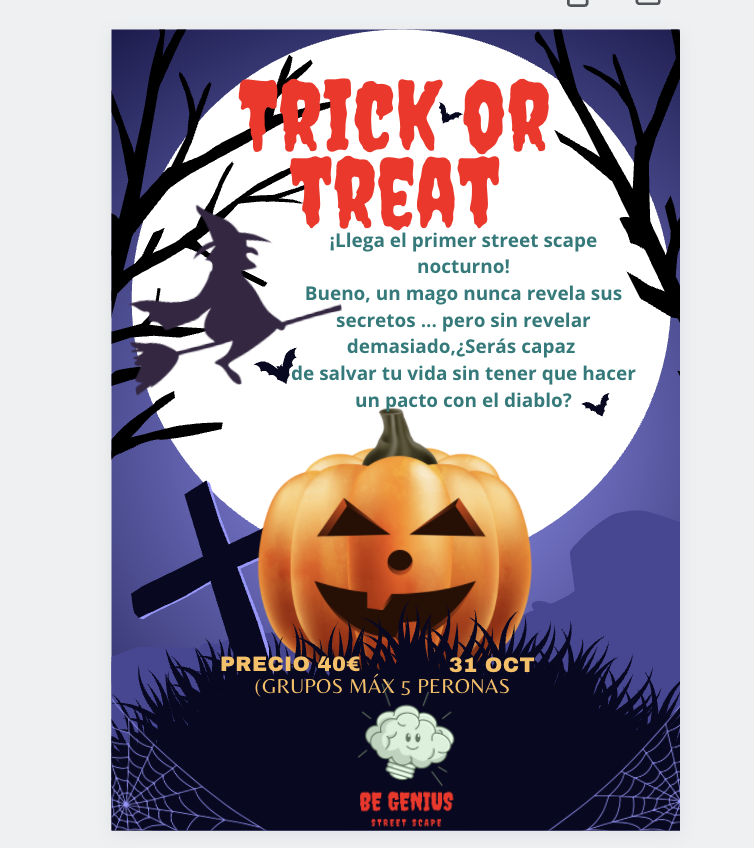 TRICK OR
TREAT
¡Llega el primer street scape
nocturno!
Bueno, un mago nunca revela sus
secretos ... pero sin revelar
demasiado,¿Serás capaz
de salvar tu vida sin tener que hacer
un pacto con el diablo?
PRECIO 40€ 31 OCT
(GRUPOS MÁX 5 PERONAS
BE GENIUS
STREET SCAPE